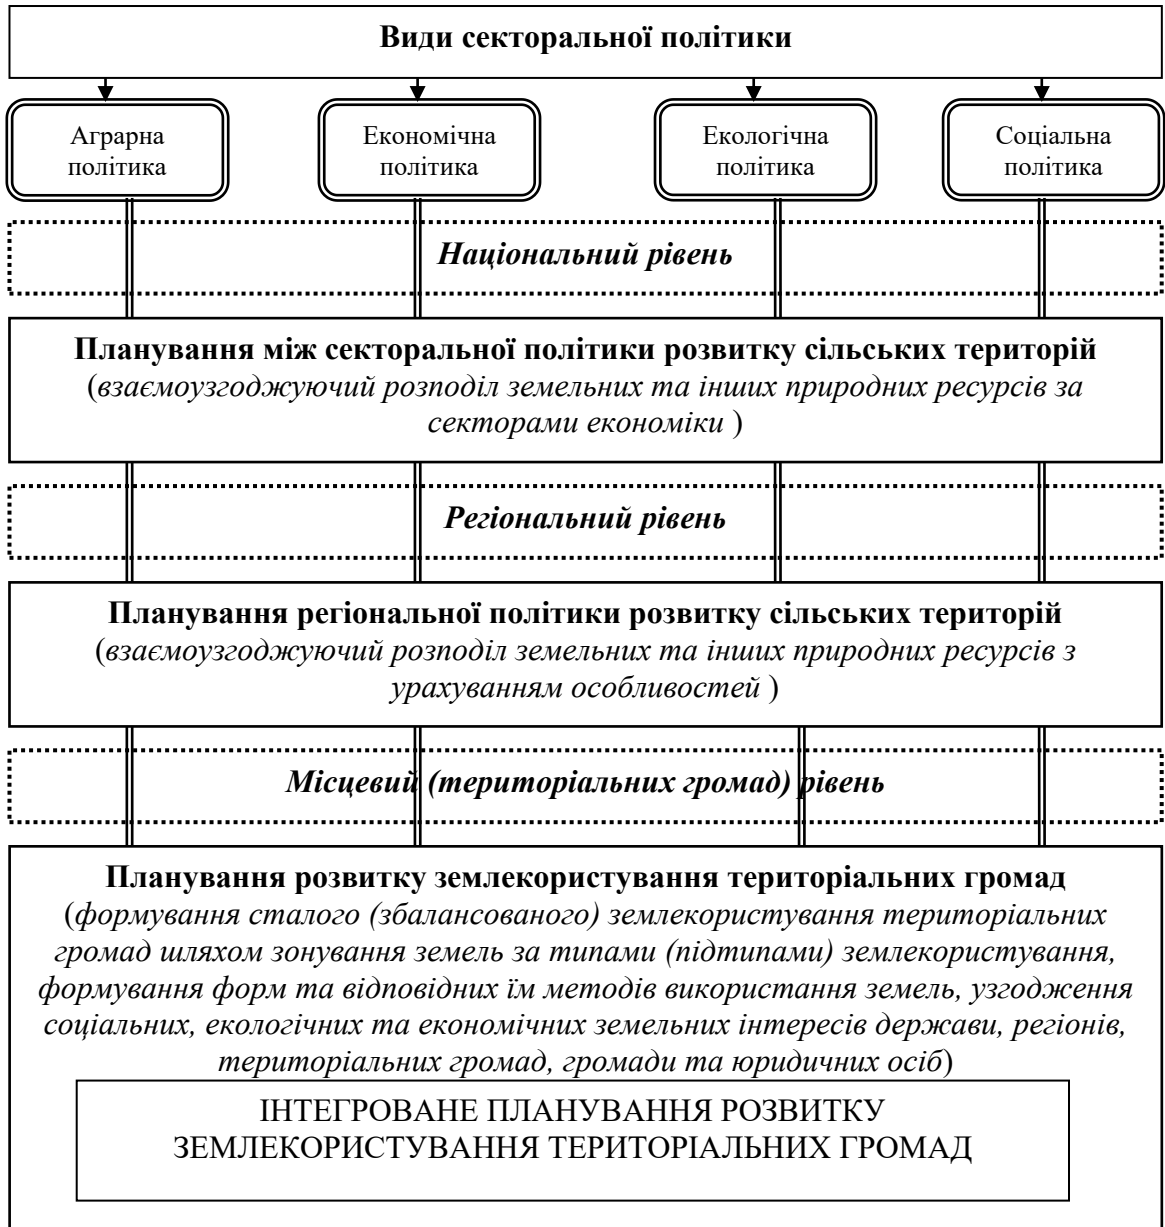 Види секторальної політики
Аграрна
політика
Економічна
політика
Екологічна
політика
Соціальна
політика
Національний рівень
Планування між секторальної політики розвитку сільських територій
(взаємоузгоджуючий розподіл земельних та інших природних ресурсів за
секторами економіки )
Регіональний рівень
Планування регіональної політики розвитку сільських територій
(взаємоузгоджуючий розподіл земельних та інших природних ресурсів з
урахуванням особливостей )
Місцевий (територіальних громад) рівень
Планування розвитку землекористування територіальних громад
(формування сталого (збалансованого) землекористування територіальних
громад шляхом зонування земель за типами (підтипами) землекористування,
формування форм та відповідних їм методів використання земель, узгодження
соціальних, екологічних та економічних земельних інтересів держави, регіонів,
територіальних громад, громади та юридичних осіб)
ІНТЕГРОВАНЕ ПЛАНУВАННЯ РОЗВИТКУ
ЗЕМЛЕКОРИСТУВАННЯ ТЕРИТОРІАЛЬНИХ ГРОМАД